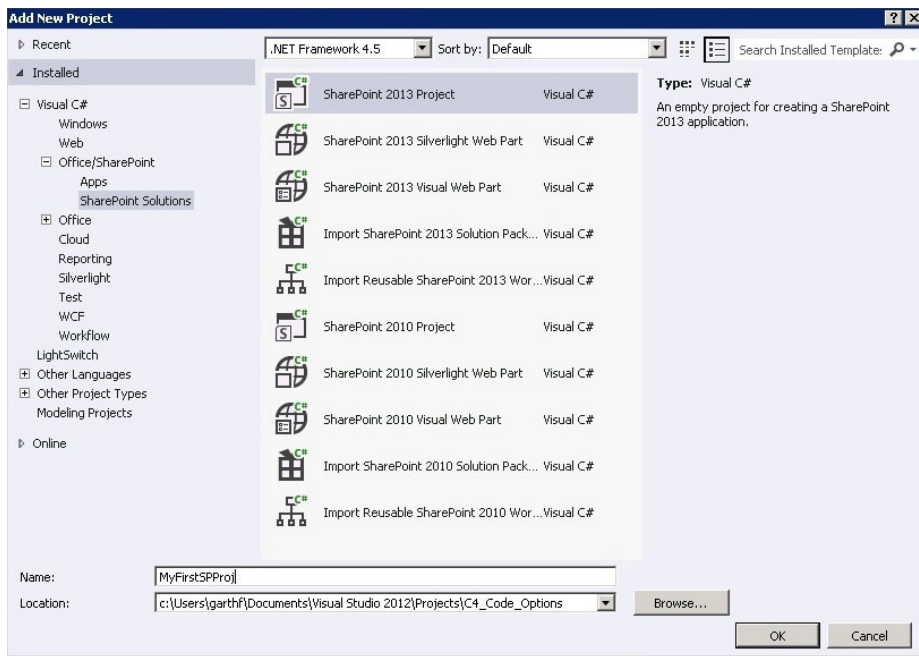 Add New Project
Recent
.NET Framework 4.5
Sort by: Default
Search Installed Template:
Installed
Visual C#
Windows
Web
Office/SharePoint
Apps
SharePoint Solutions
Office
Cloud
Reporting
Silverlight
Test
WCF
Workflow
LightSwitch
Other Languages
Other Project Types
Modeling Projects
Online
C# SharePoint 2013 Project Visual C#
C# SharePoint 2013 Silverlight Web Part Visual C#
C# SharePoint 2013 Visual Web Part Visual C#
C# Import SharePoint 2013 Solution Pack... Visual C#
C# Import Reusable SharePoint 2013 Wor... Visual C#
C# SharePoint 2010 Project Visual C#
C# SharePoint 2010 Silverlight Web Part Visual C#
C# SharePoint 2010 Visual Web Part Visual C#
C# Import SharePoint 2010 Solution Pack... Visual C#
C# Import Reusable SharePoint 2010 Wor... Visual C#
Type: Visual C#
An empty project for creating a SharePoint
2013 application.
Name: MyFirstSPProj
Location: c:\Users\garthf\Documents\Visual Studio 2012\Projects\C4_Code_Options
Browse...
OK
Cancel